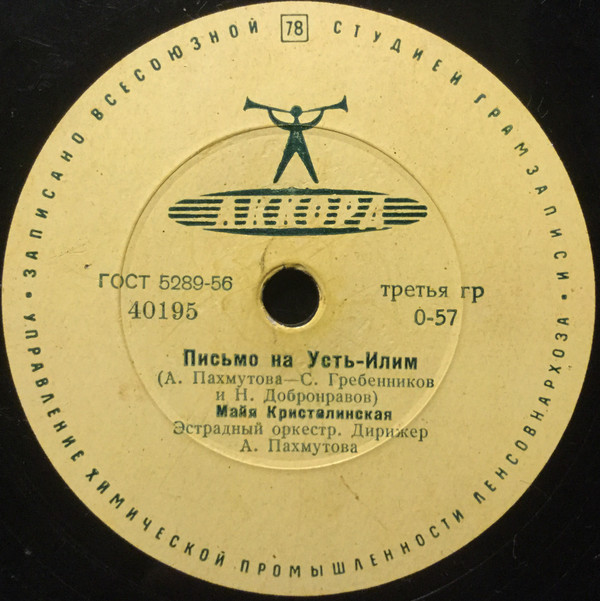 ЗАПИСАНО ВСЕСОЮЗНОЙ 78 СТУДИЕЙ ГРАМЗАПИСИ
АККОРД
ГОСТ 5289-56
40195
третья гр
0-57
Письмо на Усть-Илим
(А. Пахмутова—С. Гребенников
и Н. Добронравов)
Майя Кристалинская
Эстрадный оркестр. Дирижер
А. Пахмутова
УПРАВЛЕНИЕ ХИМИЧЕСКОЙ ПРОМЫШЛЕННОСТИ ЛЕНСОВНАРХОЗА